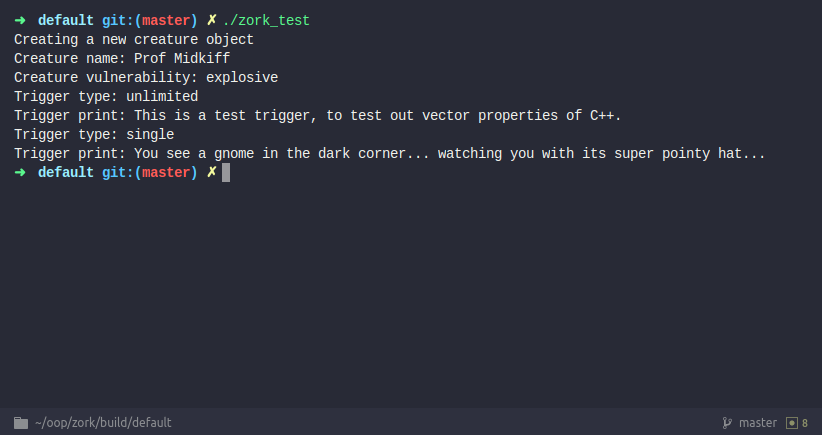 ➜ default git:(master) ✗ ./zork_test
Creating a new creature object
Creature name: Prof Midkiff
Creature vulnerability: explosive
Trigger type: unlimited
Trigger print: This is a test trigger, to test out vector properties of C++.
Trigger type: single
Trigger print: You see a gnome in the dark corner... watching you with its super pointy hat...
➜ default git:(master) ✗
~/oop/zork/build/default master 8